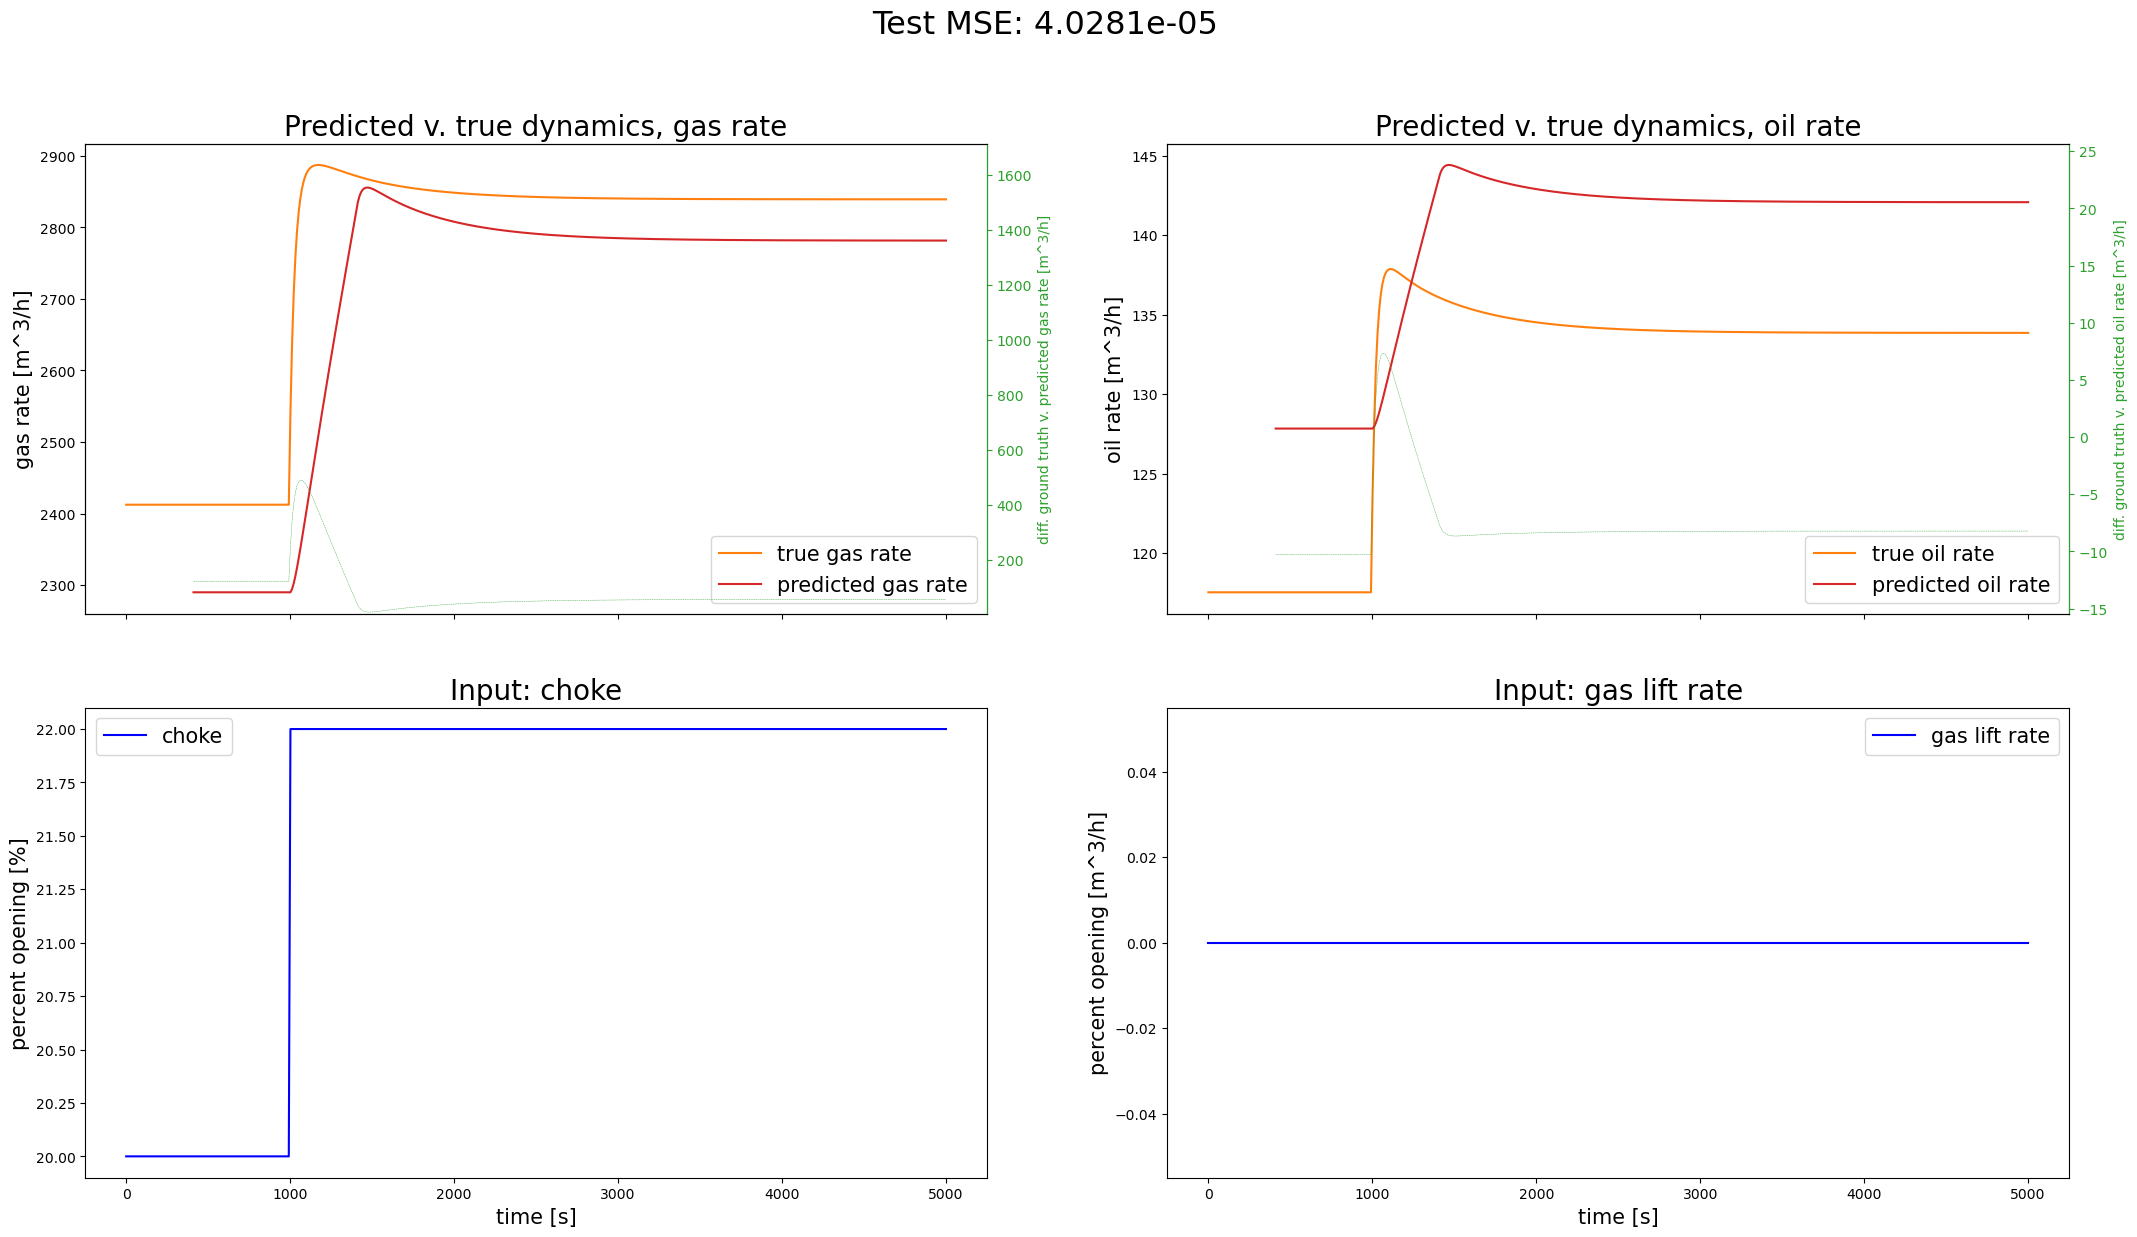 Test MSE: 4.0281e-05
Predicted v. true dynamics, gas rate
2900
2800
2700
2600
2500
2400
2300
gas rate [m^3/h]
1600
1400
1200
1000
800
600
400
200
diff. ground truth v. predicted gas rate [m^3/h]
true gas rate
predicted gas rate
Predicted v. true dynamics, oil rate
145
140
135
130
125
120
oil rate [m^3/h]
25
20
15
10
5
0
−5
−10
−15
diff. ground truth v. predicted oil rate [m^3/h]
true oil rate
predicted oil rate
Input: choke
choke
22.00
21.75
21.50
21.25
21.00
20.75
20.50
20.25
20.00
percent opening [%]
0 1000 2000 3000 4000 5000
time [s]
Input: gas lift rate
gas lift rate
0.04
0.02
0.00
−0.02
−0.04
percent opening [m^3/h]
0 1000 2000 3000 4000 5000
time [s]